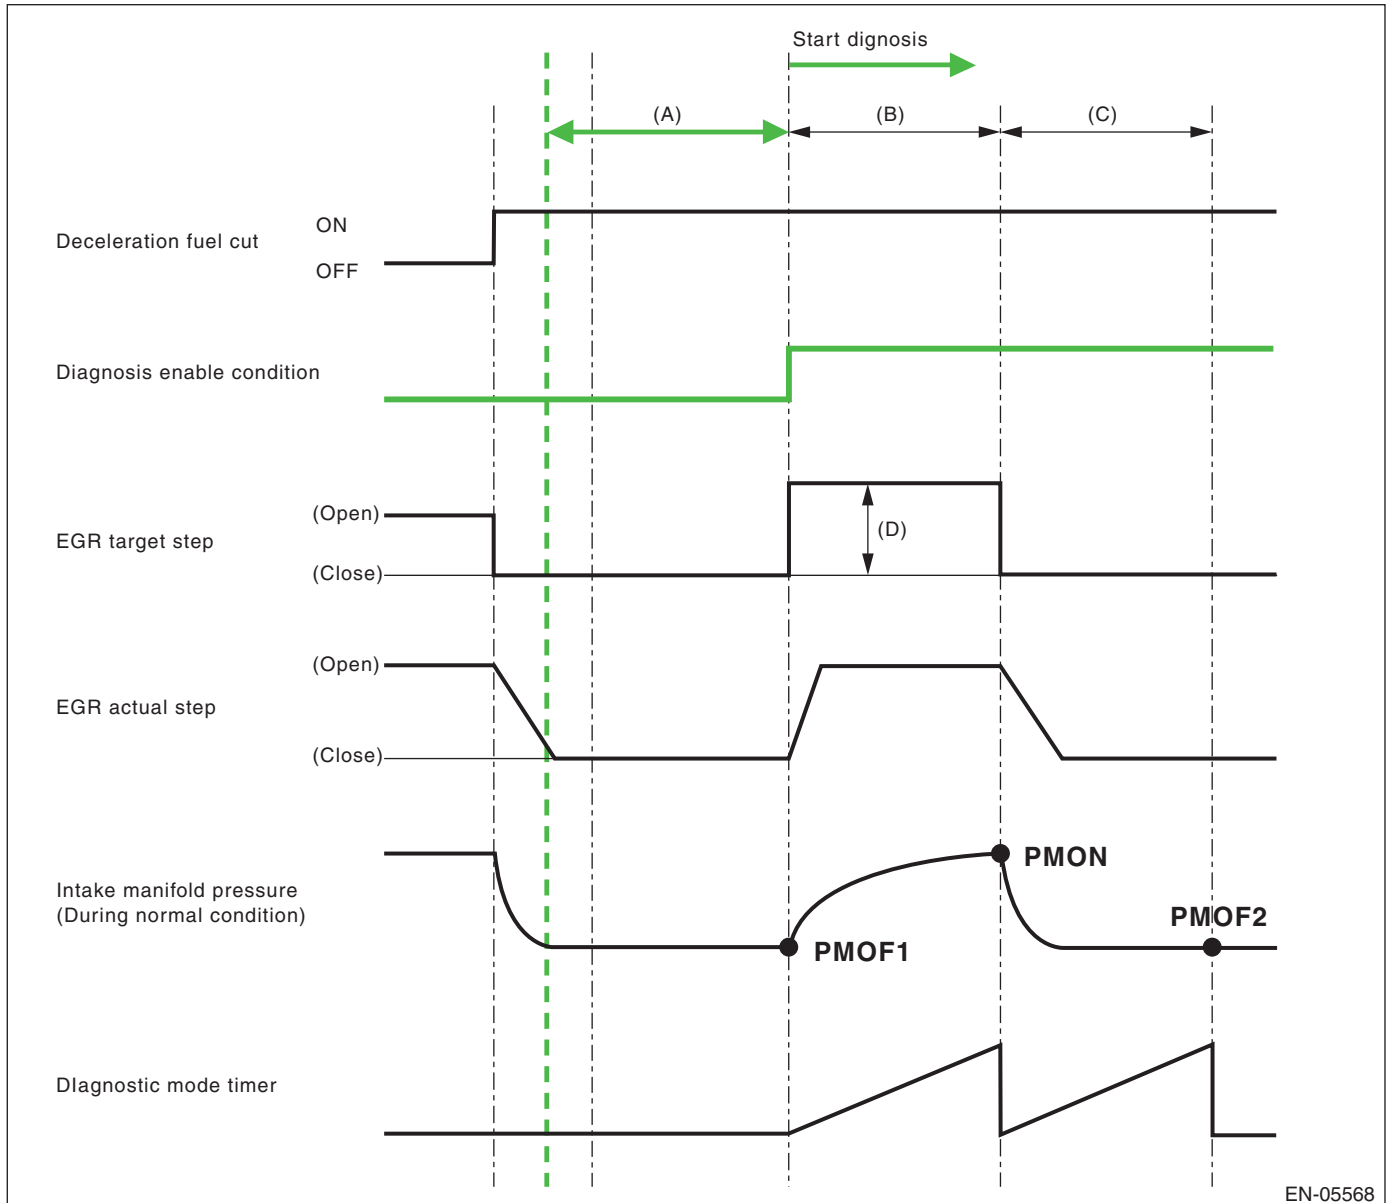 Start dignosis
(A)
(B)
(C)
Deceleration fuel cut
ON
OFF
Diagnosis enable condition
EGR target step
(Open)
(Close)
(D)
EGR actual step
(Open)
(Close)
Intake manifold pressure
(During normal condition)
PMON
PMOF1
PMOF2
DIagnostic mode timer
EN-05568